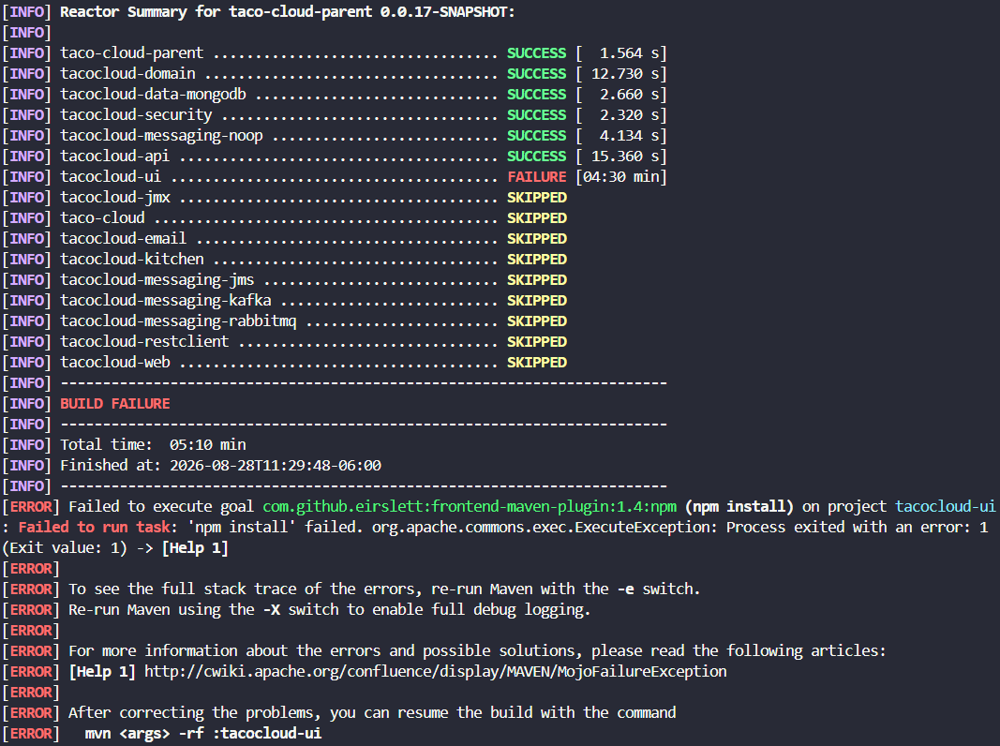 [INFO] Reactor Summary for taco-cloud-parent 0.0.17-SNAPSHOT:
[INFO]
[INFO] taco-cloud-parent .................................. SUCCESS [  1.564 s]
[INFO] tacocloud-domain ................................... SUCCESS [ 12.730 s]
[INFO] tacocloud-data-mongodb ............................. SUCCESS [  2.660 s]
[INFO] tacocloud-security ................................. SUCCESS [  2.320 s]
[INFO] tacocloud-messaging-noop ........................... SUCCESS [  4.134 s]
[INFO] tacocloud-api ...................................... SUCCESS [ 15.360 s]
[INFO] tacocloud-ui ....................................... FAILURE [04:30 min]
[INFO] tacocloud-jmx ...................................... SKIPPED
[INFO] taco-cloud ......................................... SKIPPED
[INFO] tacocloud-email .................................... SKIPPED
[INFO] tacocloud-kitchen .................................. SKIPPED
[INFO] tacocloud-messaging-jms ............................ SKIPPED
[INFO] tacocloud-messaging-kafka .......................... SKIPPED
[INFO] tacocloud-messaging-rabbitmq ....................... SKIPPED
[INFO] tacocloud-restclient ............................... SKIPPED
[INFO] tacocloud-web ...................................... SKIPPED
[INFO] ------------------------------------------------------------------------
[INFO] BUILD FAILURE
[INFO] ------------------------------------------------------------------------
[INFO] Total time:  05:10 min
[INFO] Finished at: 2026-08-28T11:29:48-06:00
[INFO] ------------------------------------------------------------------------
[ERROR] Failed to execute goal com.github.eirslett:frontend-maven-plugin:1.4:npm (npm install) on project tacocloud-ui
: Failed to run task: 'npm install' failed. org.apache.commons.exec.ExecuteException: Process exited with an error: 1
(Exit value: 1) -> [Help 1]
[ERROR]
[ERROR] To see the full stack trace of the errors, re-run Maven with the -e switch.
[ERROR] Re-run Maven using the -X switch to enable full debug logging.
[ERROR]
[ERROR] For more information about the errors and possible solutions, please read the following articles:
[ERROR] [Help 1] http://cwiki.apache.org/confluence/display/MAVEN/MojoFailureException
[ERROR]
[ERROR] After correcting the problems, you can resume the build with the command
[ERROR]   mvn <args> -rf :tacocloud-ui